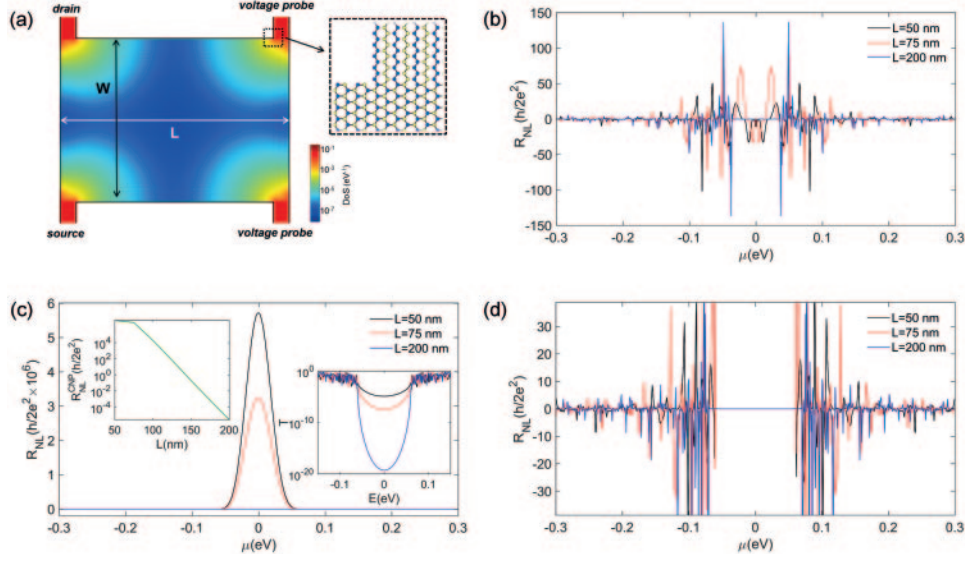 (a)
drain
voltage probe
W
L
10⁻¹
10⁻³
10⁻⁵
10⁻⁷
DoS (eV⁻¹)
source
voltage probe
(b)
L=50 nm
L=75 nm
L=200 nm
150
100
50
0
-50
-100
-150
R_NL(h/2e²)
-0.3 -0.2 -0.1 0 0.1 0.2 0.3
μ(eV)
(c)
6
5
4
3
2
1
0
R_NL(h/2e² × 10⁶)
L=50 nm
L=75 nm
L=200 nm
10⁴
10²
10⁰
10⁻²
10⁻⁴
R_NL^CNP(h/2e²)
50 100 150 200
L(nm)
10⁰
10⁻¹⁰
10⁻²⁰
T
-0.1 0 0.1
E(eV)
-0.3 -0.2 -0.1 0 0.1 0.2 0.3
μ(eV)
(d)
L=50 nm
L=75 nm
L=200 nm
30
20
10
0
-10
-20
-30
R_NL(h/2e²)
-0.3 -0.2 -0.1 0 0.1 0.2 0.3
μ(eV)